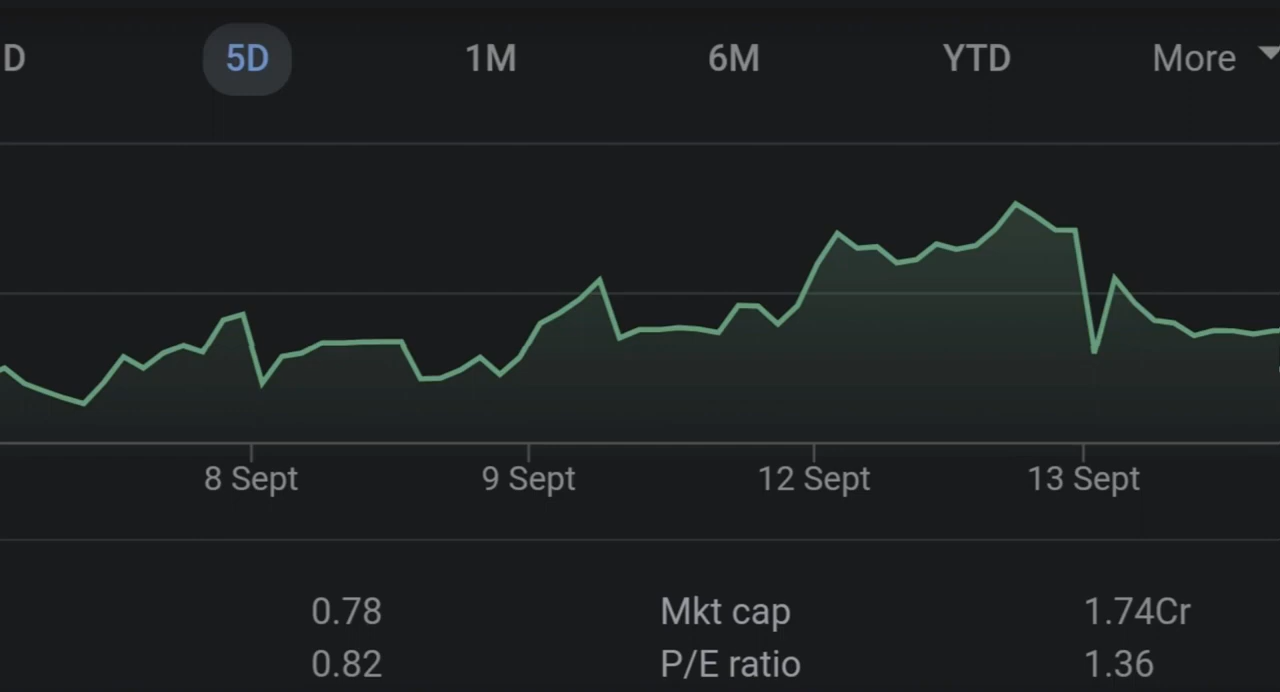 D 5D 1M 6M YTD More
8 Sept 9 Sept 12 Sept 13 Sept
0.78 Mkt cap 1.74Cr
0.82 P/E ratio 1.36